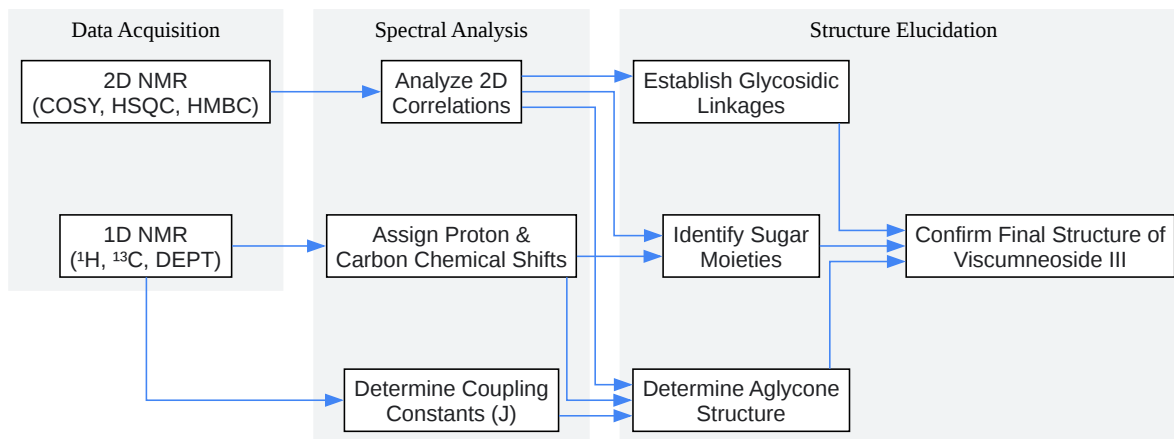 Data Acquisition
Spectral Analysis
Structure Elucidation
2D NMR
(COSY, HSQC, HMBC)
Analyze 2D
Correlations
Establish Glycosidic
Linkages
1D NMR
(¹H, ¹³C, DEPT)
Assign Proton &
Carbon Chemical Shifts
Identify Sugar
Moieties
Confirm Final Structure of
Viscumneoside III
Determine Coupling
Constants (J)
Determine Aglycone
Structure